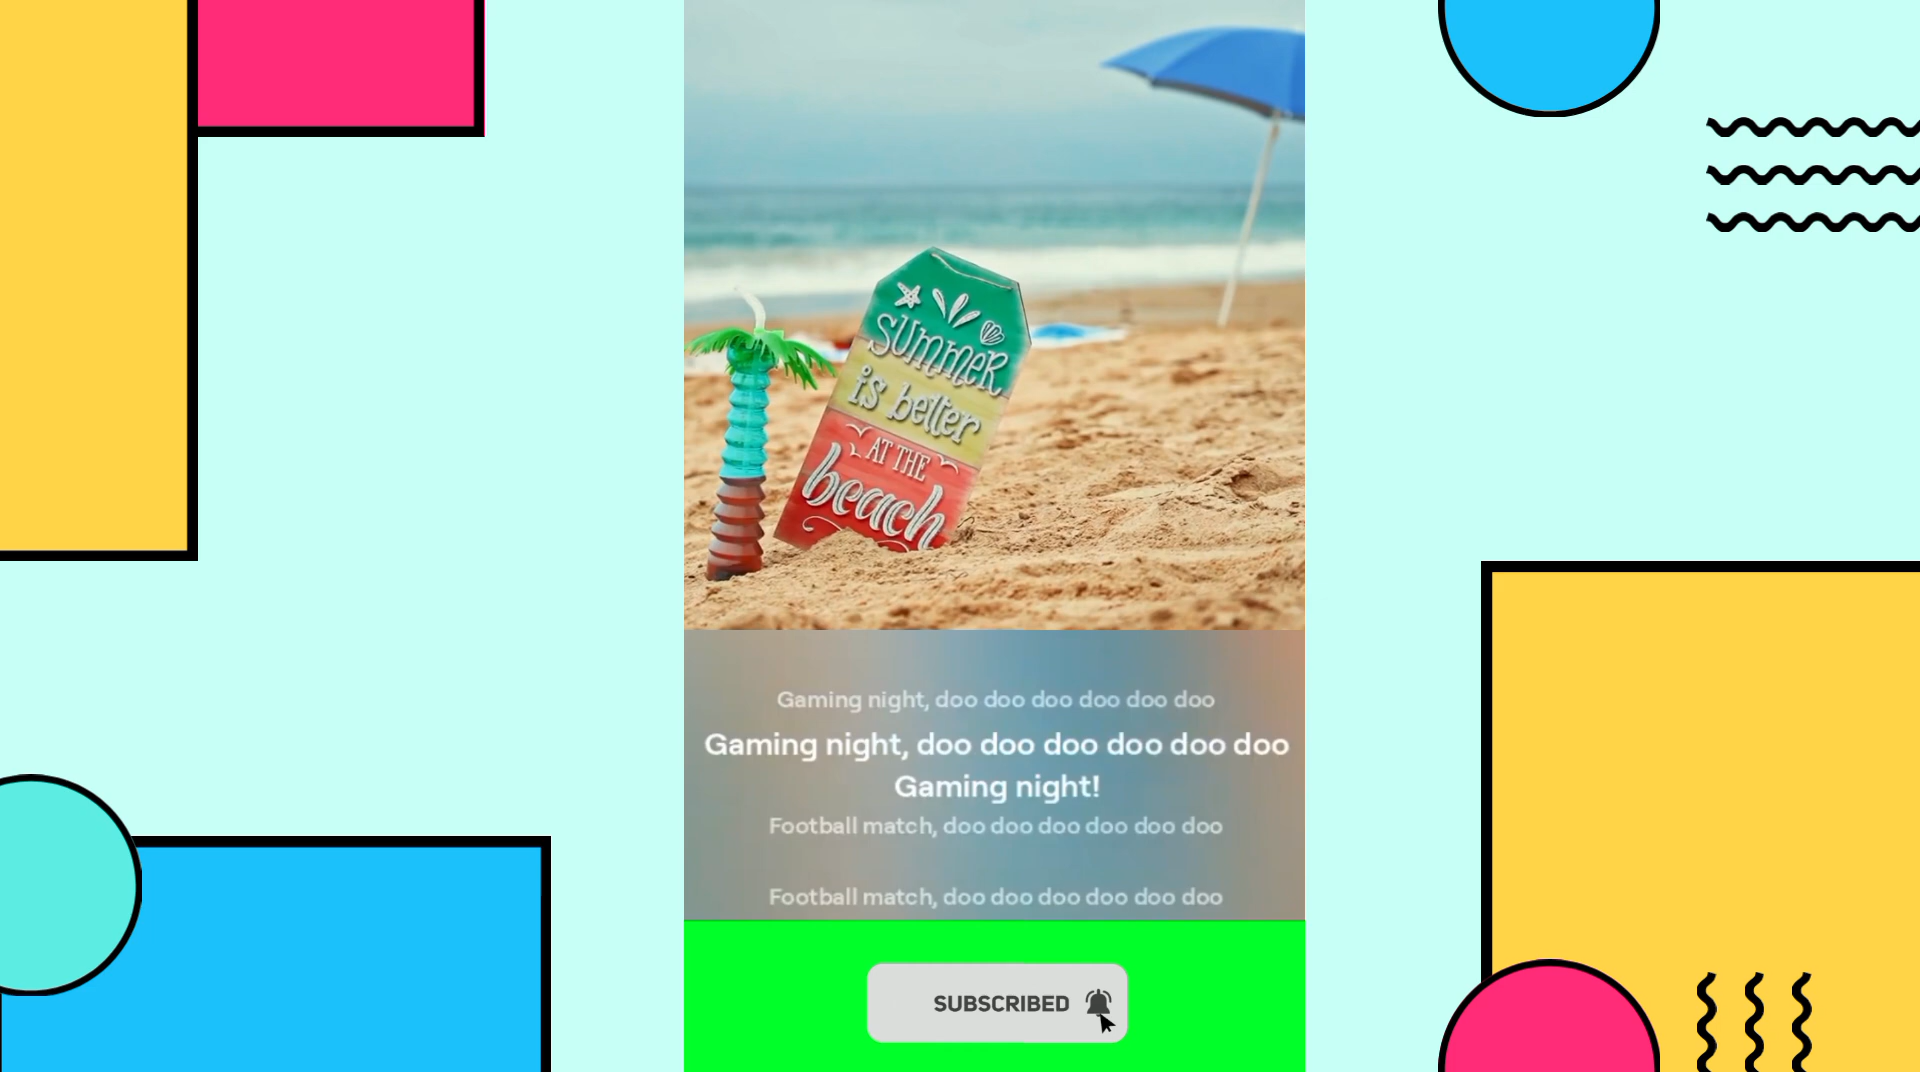 SUMMER
is better
AT THE
beach
Gaming night, doo doo doo doo doo doo
Gaming night, doo doo doo doo doo doo
Gaming night!
Football match, doo doo doo doo doo doo
Football match, doo doo doo doo doo doo
SUBSCRIBED